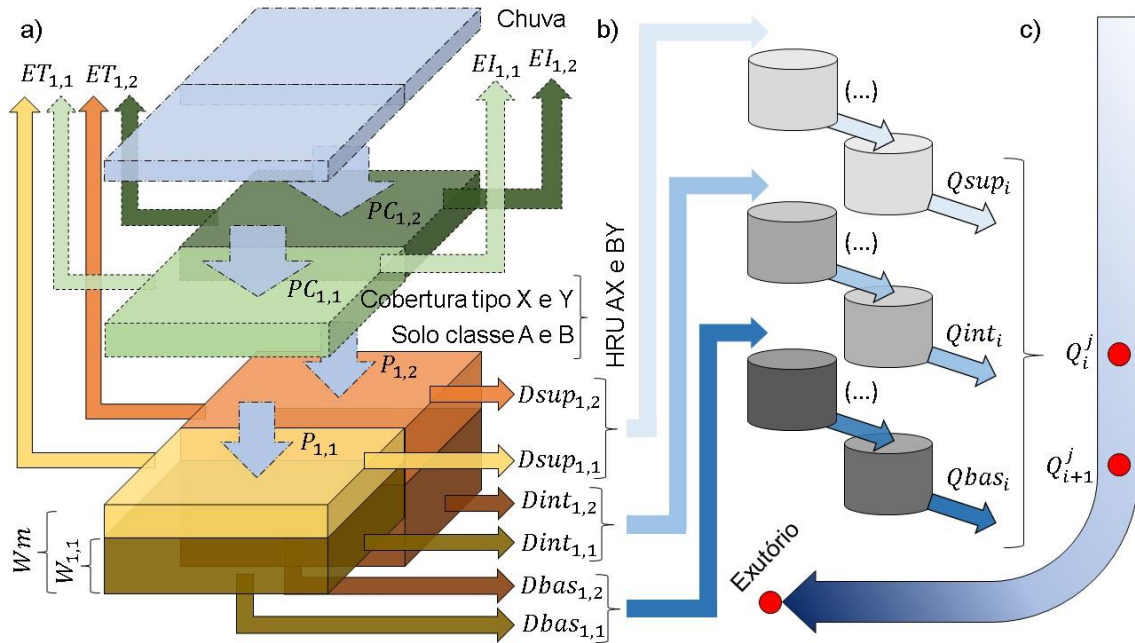 a)
Chuva
b)
c)
ET₁,₁
ET₁,₂
EI₁,₁
EI₁,₂
(...)
PC₁,₂
Qsupᵢ
PC₁,₁
(...)
Cobertura tipo X e Y
Solo classe A e B
HRU AX e BY
Qintᵢ
Qᵢʲ
P₁,₂
Dsup₁,₂
(...)
P₁,₁
Dsup₁,₁
Qbasᵢ
Qᵢ₊₁ʲ
Dint₁,₂
Wm
W₁,₁
Dint₁,₁
Exutório
Dbas₁,₂
Dbas₁,₁